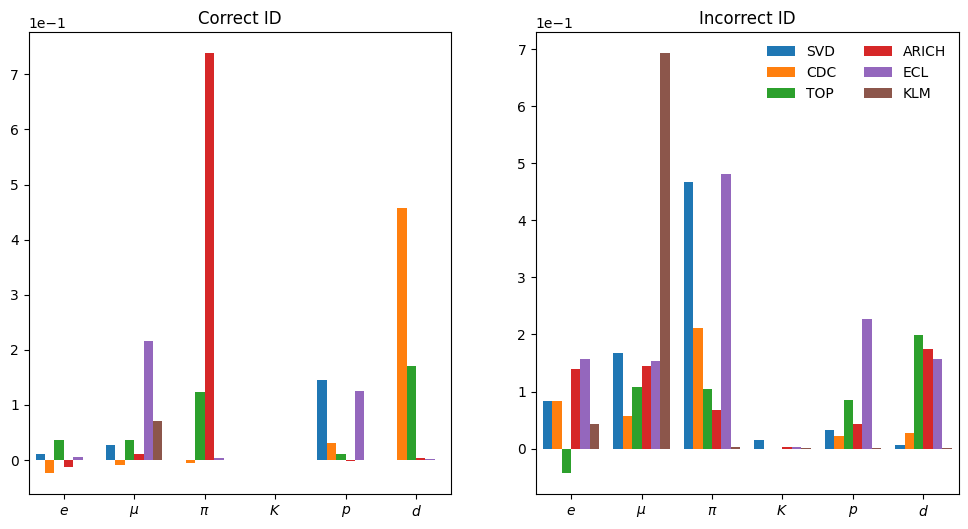 Correct ID
1e−1
7
6
5
4
3
2
1
0
e μ π K p d
Incorrect ID
1e−1
7
6
5
4
3
2
1
0
SVD ARICH
CDC ECL
TOP KLM
e μ π K p d